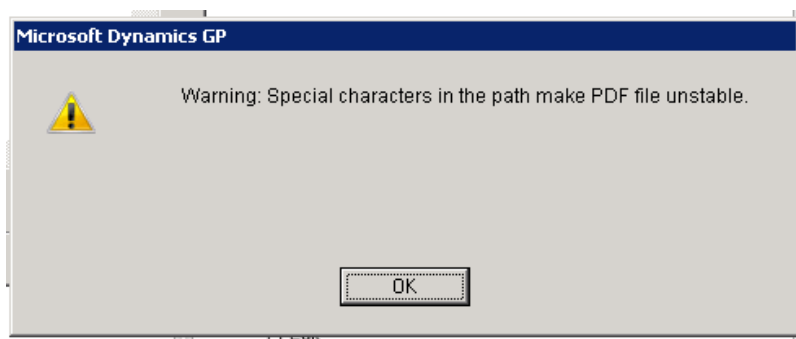 Microsoft Dynamics GP
Warning: Special characters in the path make PDF file unstable.
OK